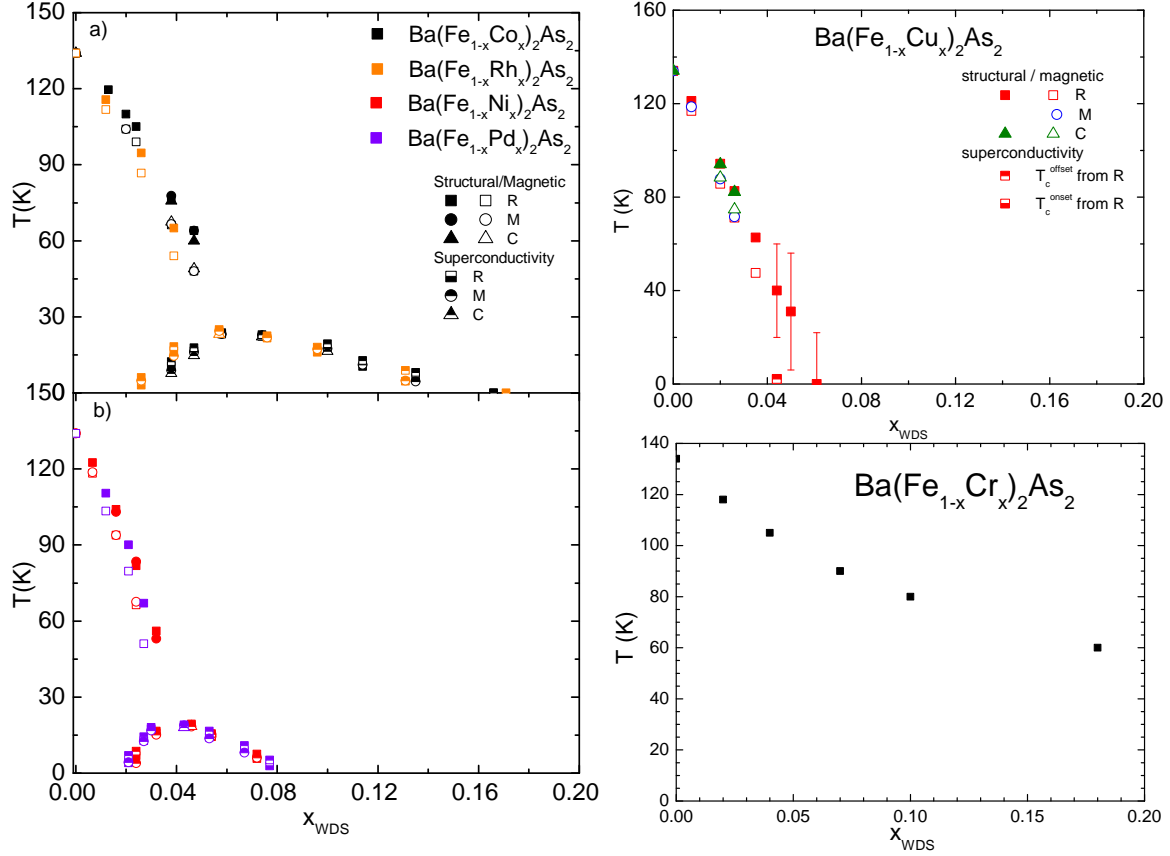 150
a)
Ba(Fe1-xCox)2As2
Ba(Fe1-xRhx)2As2
Ba(Fe1-xNix)2As2
Ba(Fe1-xPdx)2As2
120
90
60
30
T(K)
Structural/Magnetic
R
M
C
Superconductivity
R
M
C
150
b)
120
90
60
30
0
T(K)
0.00 0.04 0.08 0.12 0.16 0.20
xWDS
160
120
80
40
0
T (K)
Ba(Fe1-xCux)2As2
structural / magnetic
R
M
C
superconductivity
Tc offset from R
Tc onset from R
0.00 0.04 0.08 0.12 0.16 0.20
xWDS
140
120
100
80
60
40
20
0
T (K)
Ba(Fe1-xCrx)2As2
0.00 0.05 0.10 0.15 0.20
xWDS